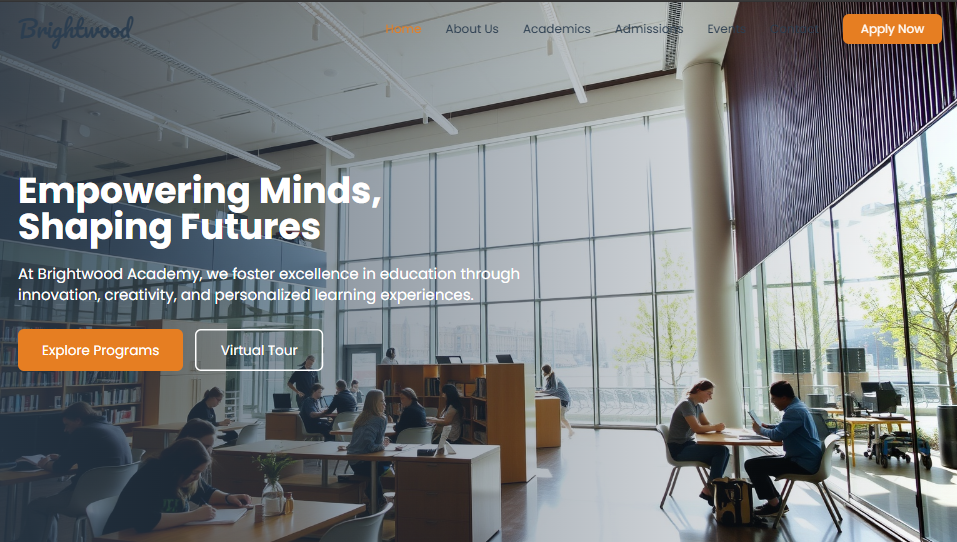 Brightwood
Home About Us Academics Admissions Events Apply Now
Empowering Minds,
Shaping Futures
At Brightwood Academy, we foster excellence in education through
innovation, creativity, and personalized learning experiences.
Explore Programs Virtual Tour